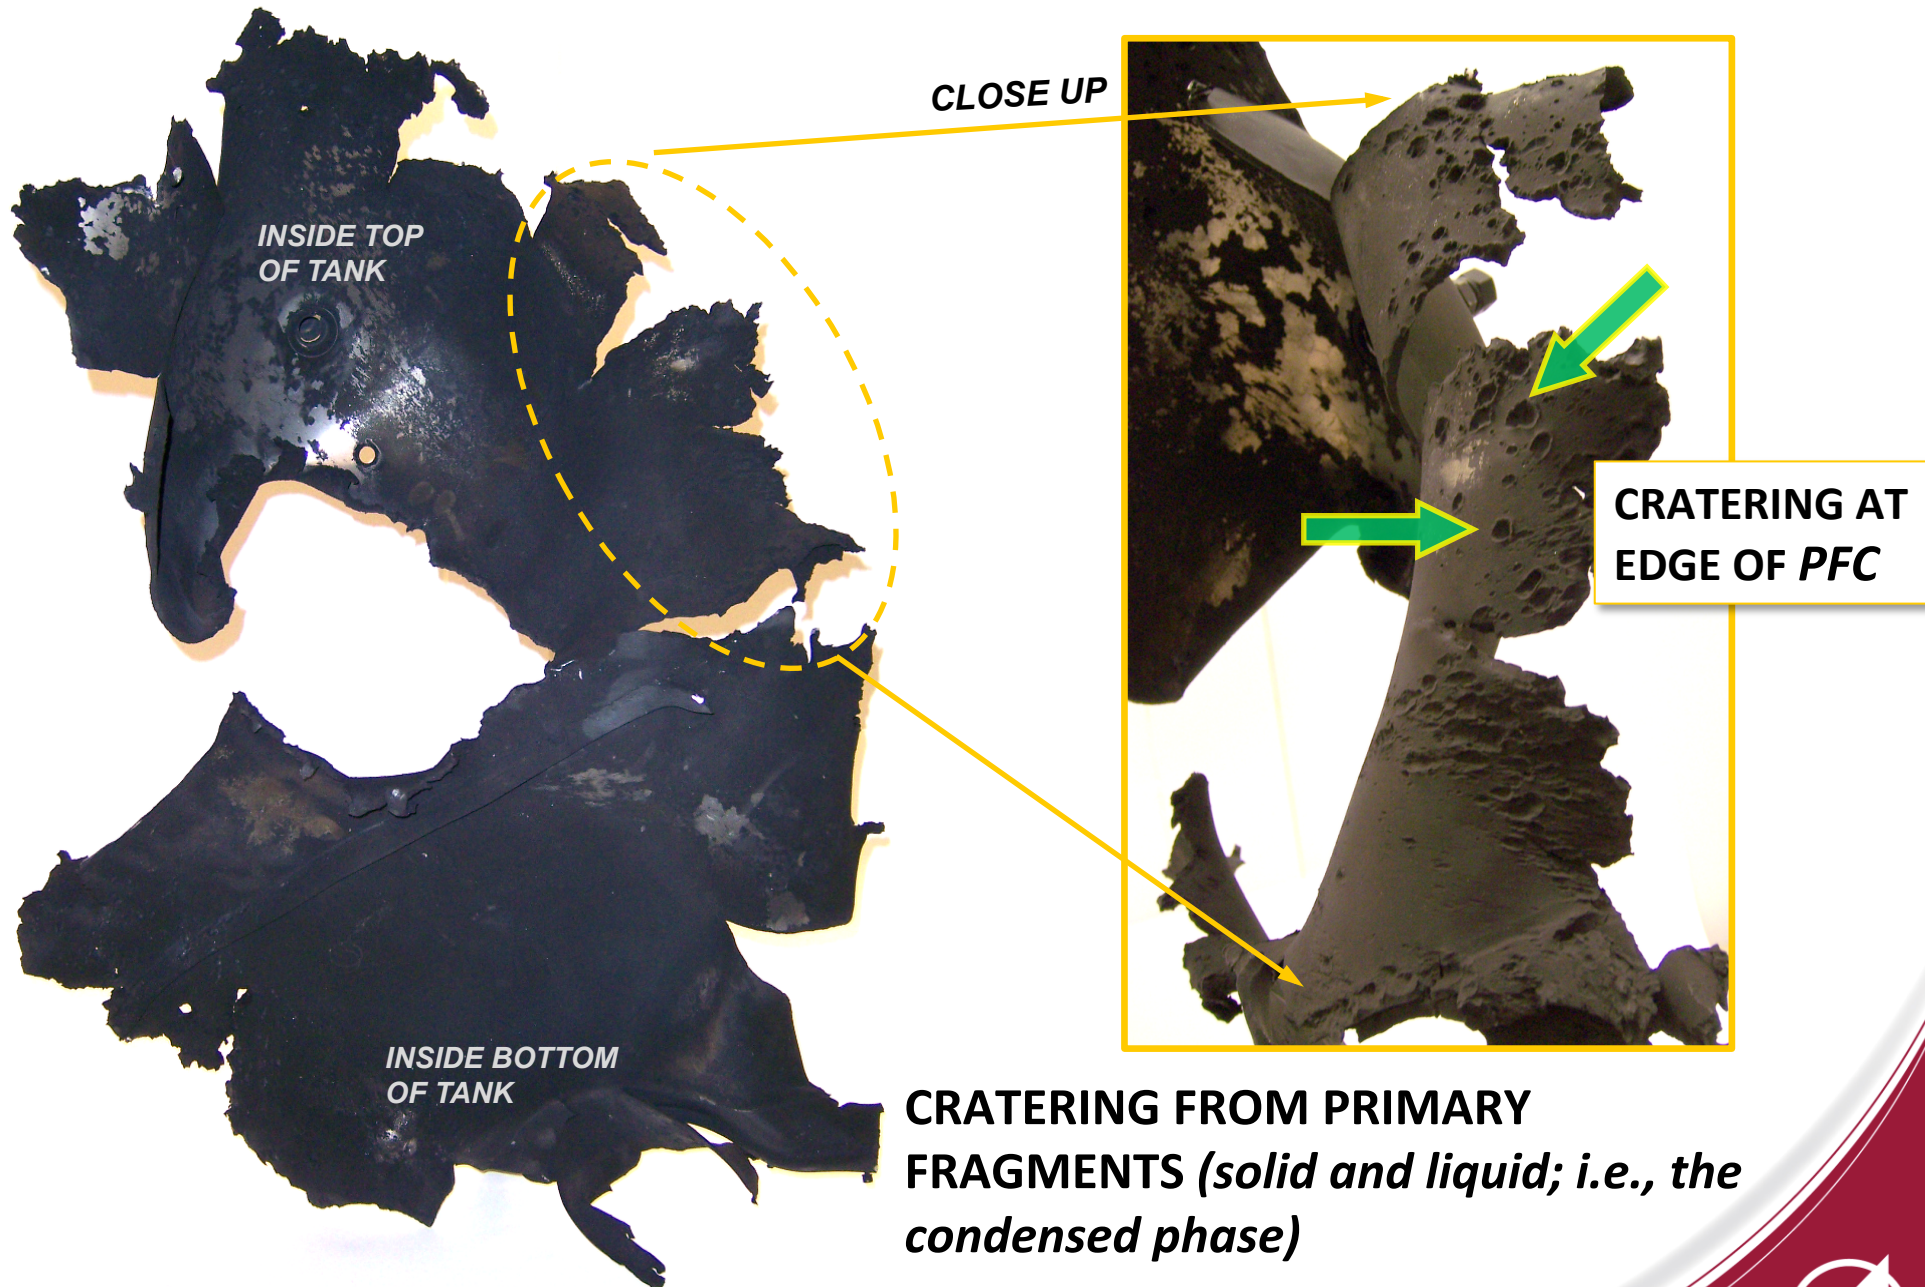 CLOSE UP
INSIDE TOP
OF TANK
CRATERING AT
EDGE OF PFC
INSIDE BOTTOM
OF TANK
CRATERING FROM PRIMARY
FRAGMENTS (solid and liquid; i.e., the
condensed phase)